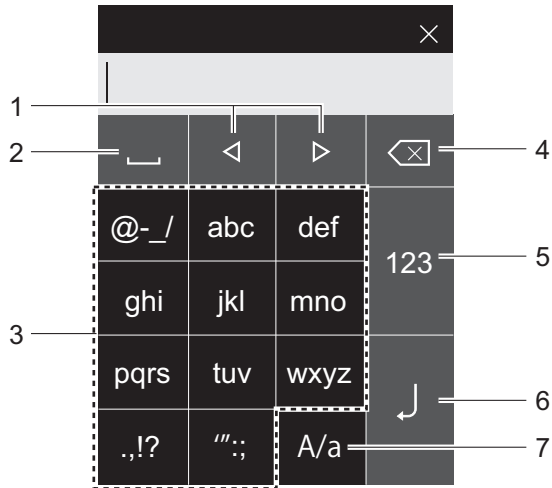 1
2 4
@-_/ abc def
123 5
ghi jkl mno
3
pqrs tuv wxyz
6
.,!? ‘”:; A/a 7